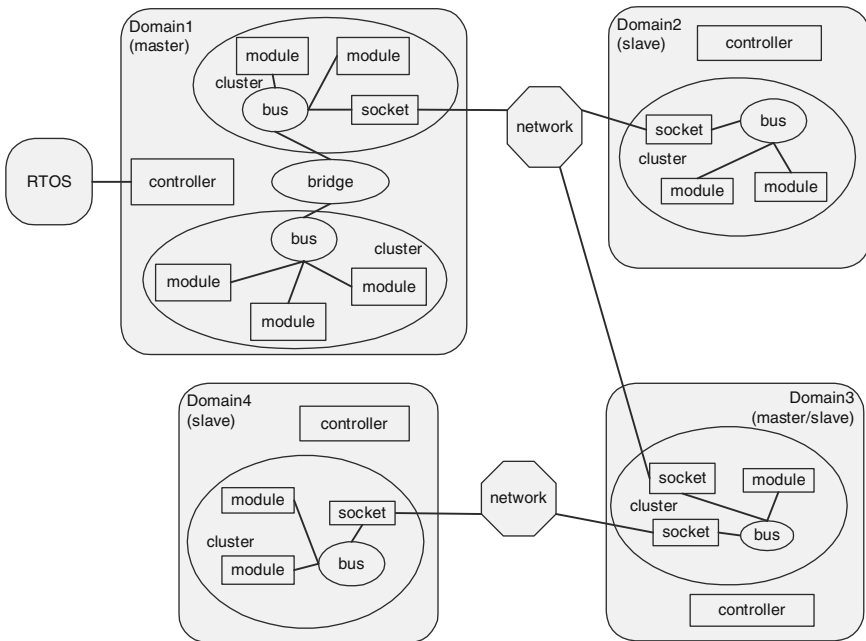 Domain1
(master)
module
module
cluster
bus
socket
RTOS
controller
bridge
bus
cluster
module
module
module
network
Domain2
(slave)
controller
socket
bus
cluster
module
module
Domain4
(slave)
controller
module
socket
cluster
bus
module
network
Domain3
(master/slave)
socket
module
cluster
socket
bus
controller